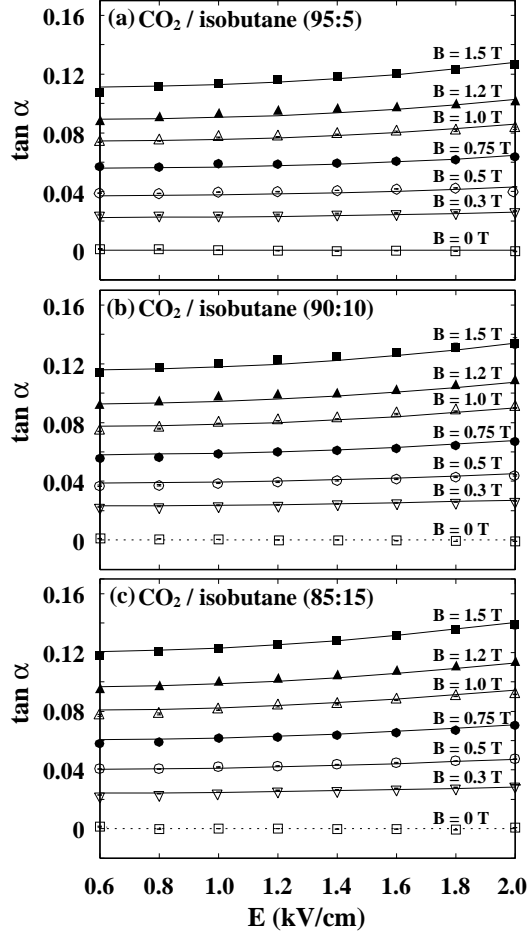 0.16
(a) CO₂ / isobutane (95:5)
B = 1.5 T
0.12
B = 1.2 T
B = 1.0 T
0.08
B = 0.75 T
B = 0.5 T
0.04
B = 0.3 T
B = 0 T
0
tan α
0.16
(b) CO₂ / isobutane (90:10)
B = 1.5 T
0.12
B = 1.2 T
B = 1.0 T
0.08
B = 0.75 T
B = 0.5 T
0.04
B = 0.3 T
B = 0 T
0
tan α
0.16
(c) CO₂ / isobutane (85:15)
B = 1.5 T
0.12
B = 1.2 T
B = 1.0 T
0.08
B = 0.75 T
B = 0.5 T
0.04
B = 0.3 T
B = 0 T
0
tan α
0.6 0.8 1.0 1.2 1.4 1.6 1.8 2.0
E (kV/cm)